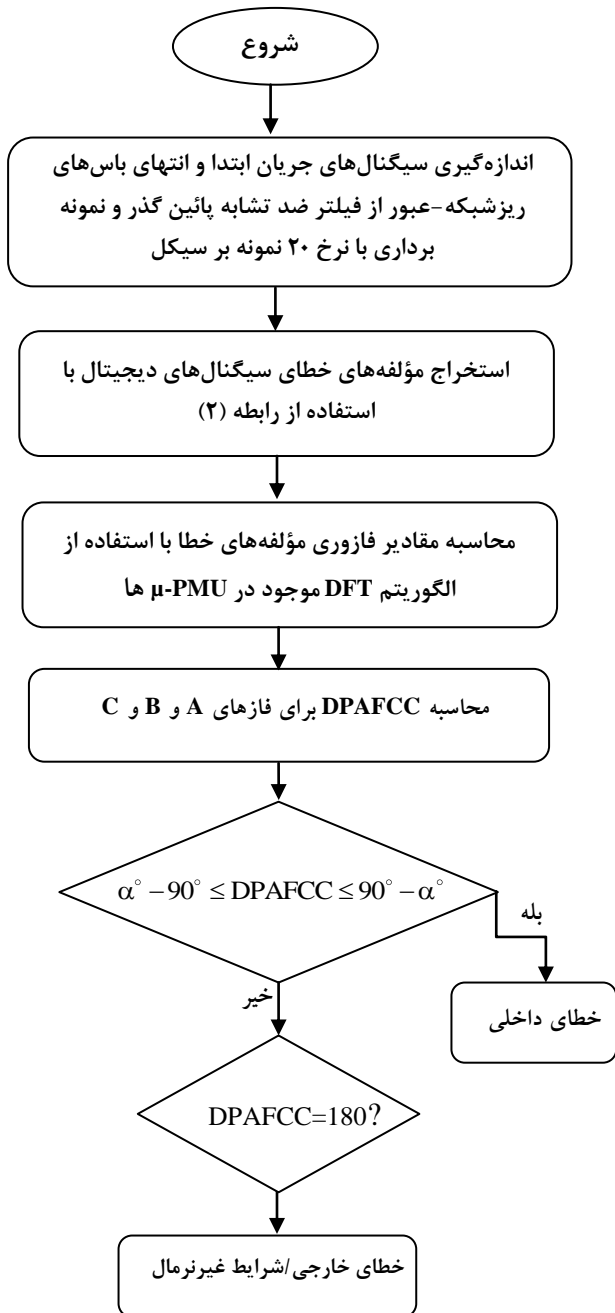 شروع
اندازه‌گیری سیگنال‌های جریان ابتدا و انتهای باس‌های
ریزشبکه-عبور از فیلتر ضد تشابه پائین گذر و نمونه
برداری با نرخ ۲۰ نمونه بر سیکل
استخراج مؤلفه‌های خطای سیگنال‌های دیجیتال با
استفاده از رابطه (۲)
محاسبه مقادیر فازوری مؤلفه‌های خطا با استفاده از
الگوریتم DFT موجود در µ-PMU ها
محاسبه DPAFCC برای فازهای A و B و C
α° − 90° ≤ DPAFCC ≤ 90° − α°
بله
خطای داخلی
خیر
DPAFCC=180?
خطای خارجی/شرایط غیرنرمال